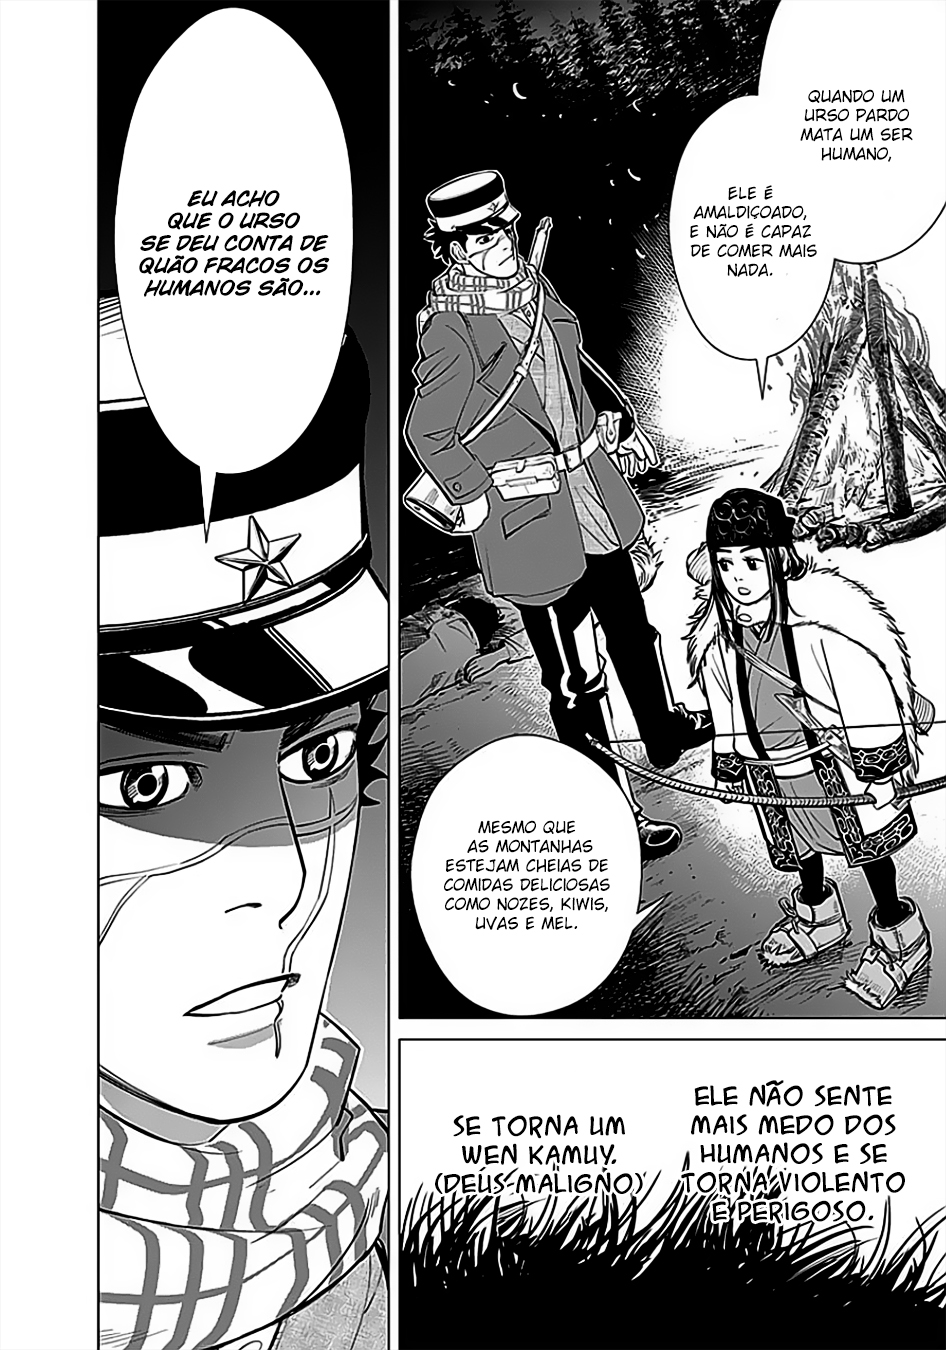 QUANDO UM
URSO PARDO
MATA UM SER
HUMANO,
ELE É
AMALDIÇOADO,
E NÃO É CAPAZ
DE COMER MAIS
NADA.
MESMO QUE
AS MONTANHAS
ESTEJAM CHEIAS DE
COMIDAS DELICIOSAS
COMO NOZES, KIWIS,
UVAS E MEL.
ELE NÃO SENTE
MAIS MEDO DOS
HUMANOS E SE
TORNA VIOLENTO
E PERIGOSO.
SE TORNA UM
WEN KAMUY.
(DEUS MALIGNO)
EU ACHO
QUE O URSO
SE DEU CONTA DE
QUÃO FRACOS OS
HUMANOS SÃO...